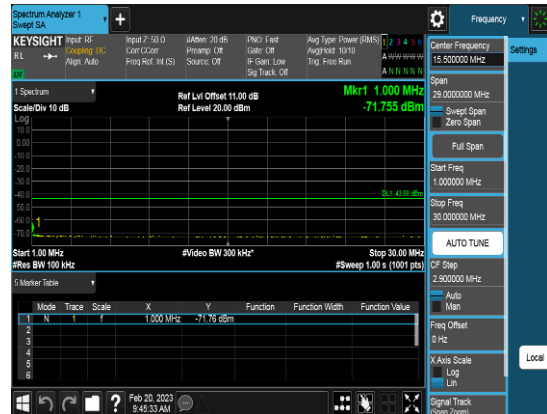 Spectrum Analyzer 1
Swept SA
+
Frequency
KEYSIGHT
RL
Input: RF
Coupling: DC
Align: Auto
Input Z: 50 Ω
Corr CCorr
Freq Ref: Int (S)
#Atten: 20 dB
Preamp: Off
Source: Off
PNO: Fast
Gate: Off
IF Gain: Low
Sig Track: Off
Avg Type: Power (RMS)
Avg|Hold: 10/10
Trig: Free Run
1 2 3 4 5 6
A W W W W W
A N N N N N
Center Frequency
15.500000 MHz
Settings
Span
29.0000000 MHz
Swept Span
Zero Span
Full Span
Start Freq
1.000000 MHz
Stop Freq
30.000000 MHz
AUTO TUNE
CF Step
2.900000 MHz
Auto
Man
Freq Offset
0 Hz
X Axis Scale
Log
Lin
Signal Track
(Span Zoom)
Local
1 Spectrum
Scale/Div 10 dB
Ref Lvl Offset 11.00 dB
Ref Level 20.00 dBm
Mkr1 1.000 MHz
-71.755 dBm
Log
10.0
0.00
-10.0
-20.0
-30.0
-40.0
-50.0
-60.0
-70.0
DL1 -43.00 dBm
1
Start 1.00 MHz
#Res BW 100 kHz
#Video BW 300 kHz*
Stop 30.00 MHz
#Sweep 1.00 s (1001 pts)
5 Marker Table
Mode Trace Scale X Y Function Function Width Function Value
1 N 1 f 1.000 MHz -71.76 dBm
2
3
4
5
6
?
Feb 20, 2023
9:45:33 AM